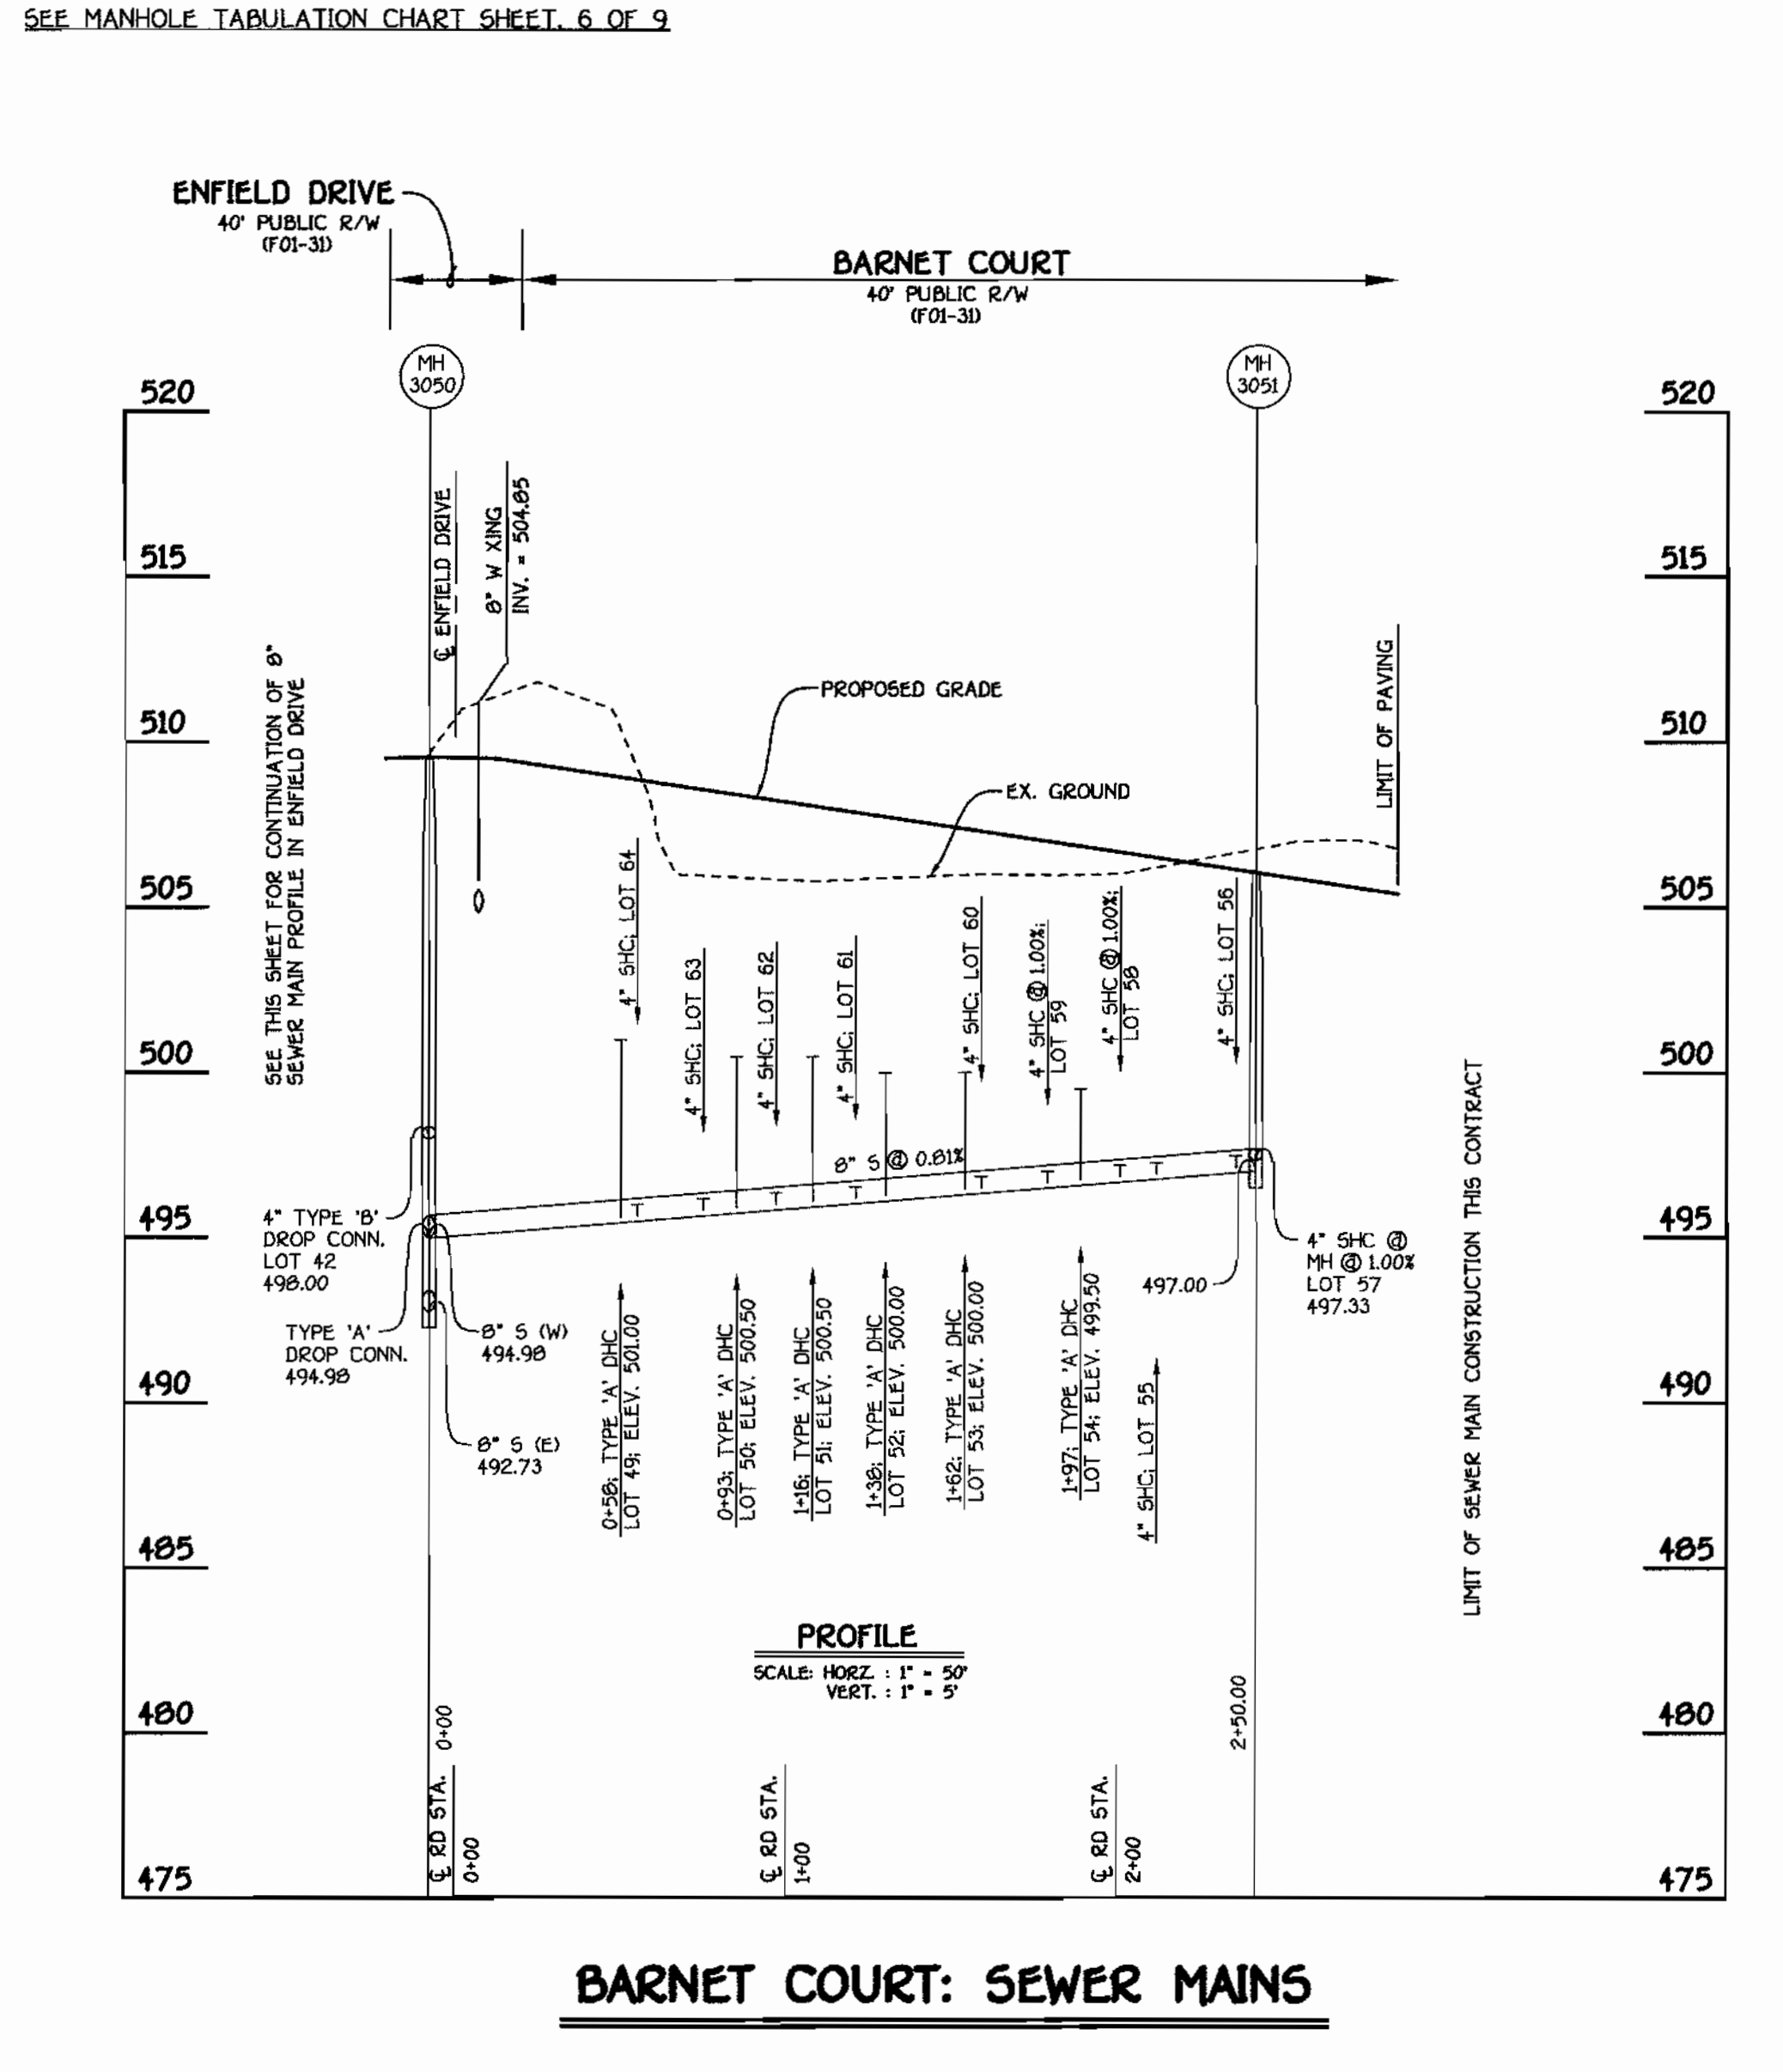 SEE MANHOLE TABULATION CHART SHEET. 6 OF 9
ENFIELD DRIVE
40' PUBLIC R/W
(F01-31)
BARNET COURT
40' PUBLIC R/W
(F01-31)
MH
3050
MH
3051
520
515
510
505
500
495
490
485
480
475
520
515
510
505
500
495
490
485
480
475
SEE THIS SHEET FOR CONTINUATION OF 8"
SEWER MAIN PROFILE IN ENFIELD DRIVE
℄ ENFIELD DRIVE
8" W XING
INV. = 504.85
PROPOSED GRADE
EX. GROUND
LIMIT OF PAVING
4" SHC; LOT 64
4" SHC; LOT 63
4" SHC; LOT 62
4" SHC; LOT 61
4" SHC; LOT 60
4" SHC @ 1.00%;
LOT 59
4" SHC @ 1.00%;
LOT 58
4" SHC; LOT 56
8" S @ 0.81%
4" TYPE 'B'
DROP CONN.
LOT 42
498.00
TYPE 'A'
DROP CONN.
494.98
8" S (W)
494.98
8" S (E)
492.73
0+58; TYPE 'A' DHC
LOT 49; ELEV. 501.00
0+93; TYPE 'A' DHC
LOT 50; ELEV. 500.50
1+16; TYPE 'A' DHC
LOT 51; ELEV. 500.50
1+38; TYPE 'A' DHC
LOT 52; ELEV. 500.00
1+62; TYPE 'A' DHC
LOT 53; ELEV. 500.00
1+97; TYPE 'A' DHC
LOT 54; ELEV. 499.50
4" SHC; LOT 55
497.00
4" SHC @
MH @ 1.00%
LOT 57
497.33
LIMIT OF SEWER MAIN CONSTRUCTION THIS CONTRACT
PROFILE
SCALE: HORZ. : 1" = 50'
VERT. : 1" = 5'
0+00
2+50.00
℄ RD STA.
0+00
℄ RD STA.
1+00
℄ RD STA.
2+00
BARNET COURT: SEWER MAINS